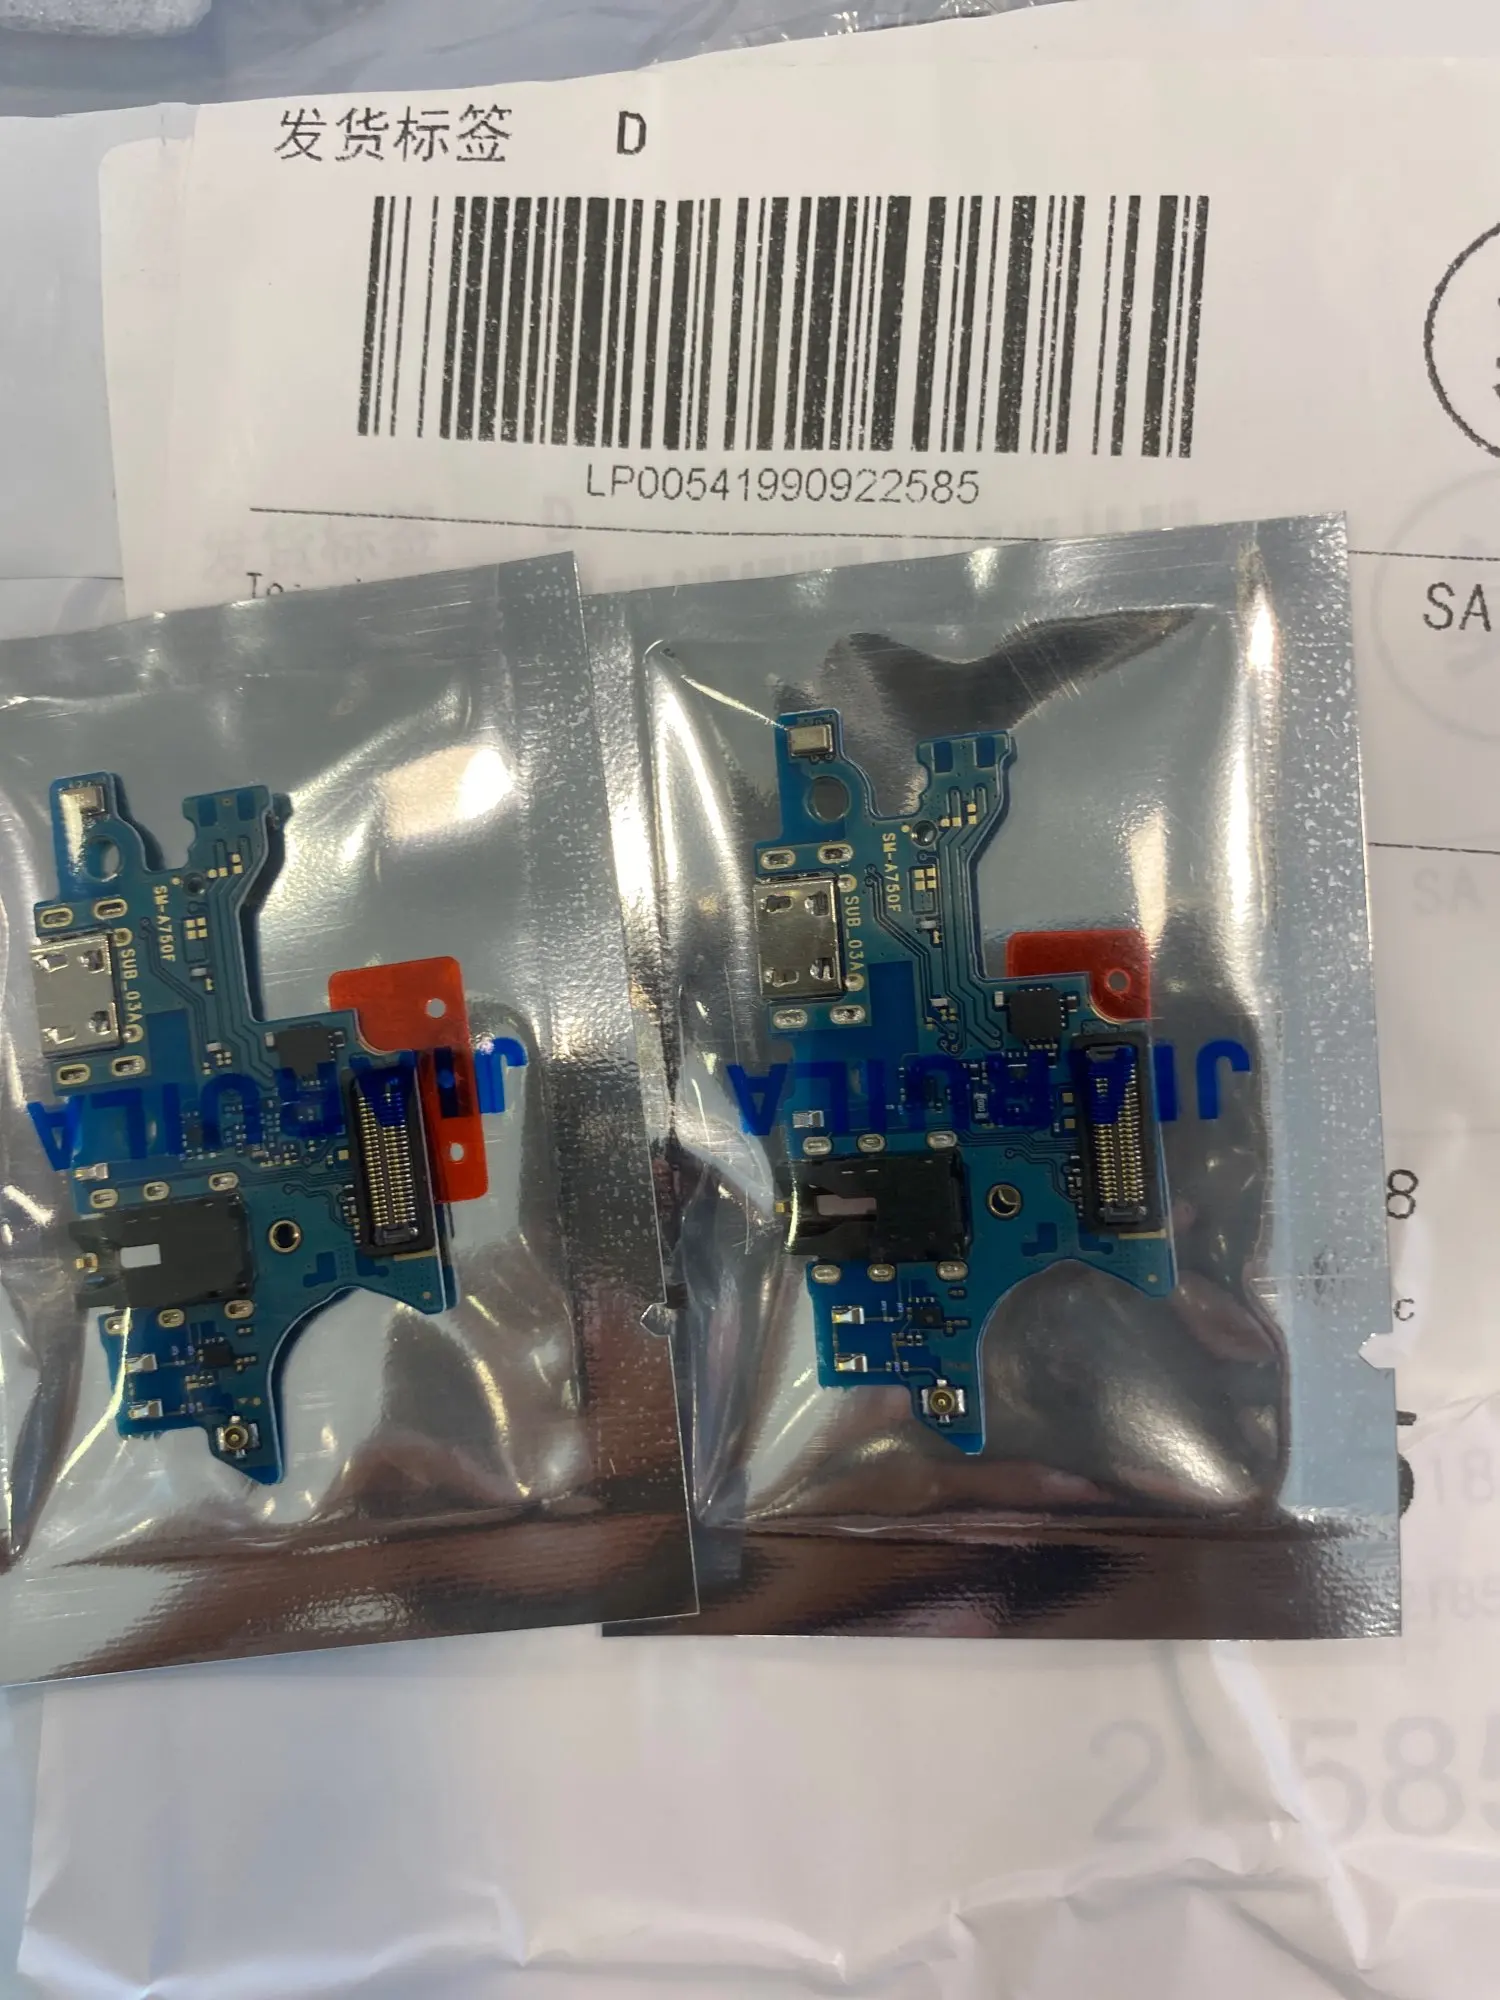 发货标签 D
LP00541990922585
SA
SM-A750F
SUB_03A
JIARUILA
SM-A750F
SUB_03A
JIARUILA
8
c